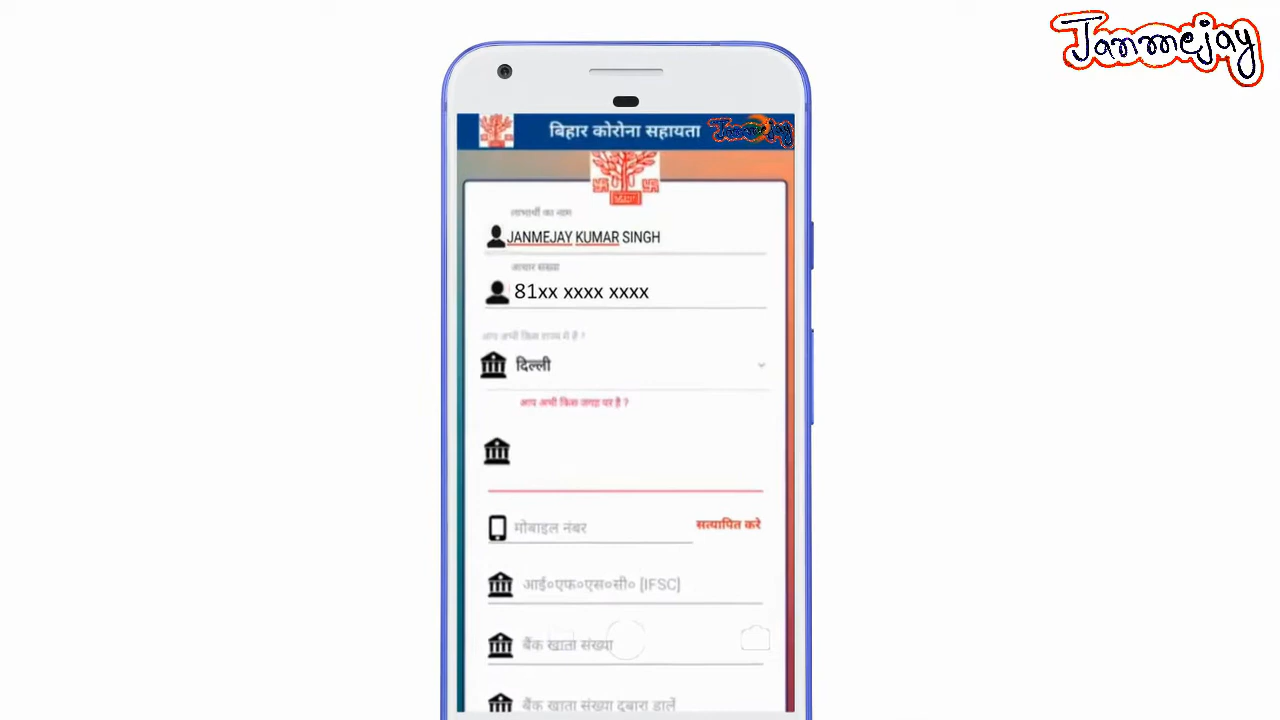 Janmejay
बिहार कोरोना सहायता Janmejay
लाभार्थी का नाम
JANMEJAY KUMAR SINGH
आधार संख्या
81xx xxxx xxxx
आप अभी किस राज्य में है ?
दिल्ली
आप अभी किस जगह पर है ?
मोबाइल नंबर सत्यापित करे
आई०एफ०एस०सी० [IFSC]
बैंक खाता संख्या
बैंक खाता संख्या दुबारा डालें